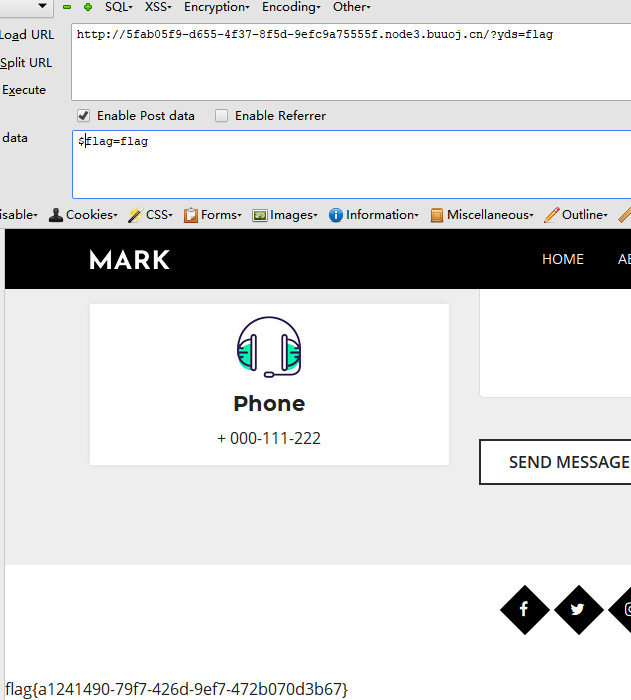 SQL XSS Encryption Encoding Other
Load URL
http://5fab05f9-d655-4f37-8f5d-9efc9a75555f.node3.buuoj.cn/?yds=flag
Split URL
Execute
Enable Post data Enable Referrer
data
$flag=flag
isable Cookies CSS Forms Images Information Miscellaneous Outline
MARK
HOME
AB
Phone
+ 000-111-222
SEND MESSAGE
flag{a1241490-79f7-426d-9ef7-472b070d3b67}